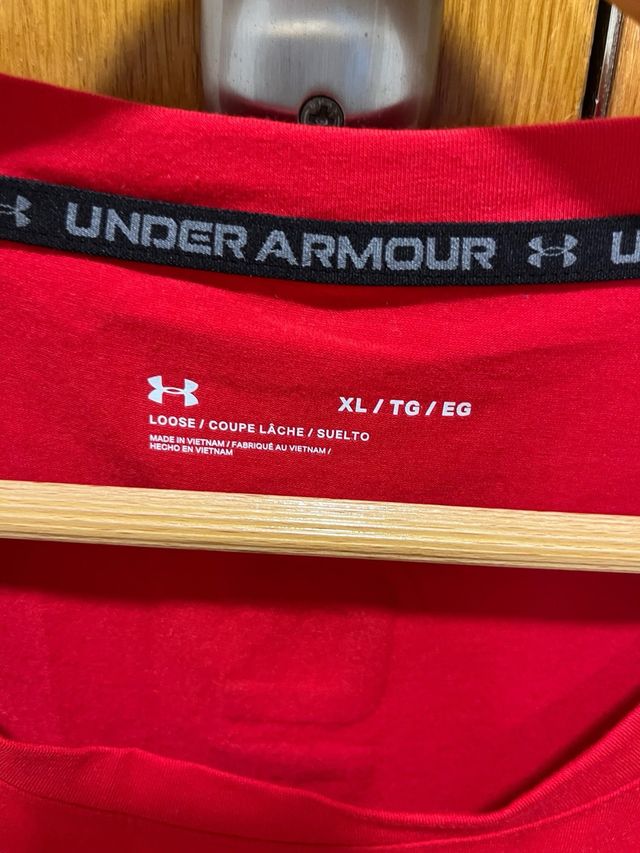 UNDER ARMOUR U
XL / TG / EG
LOOSE / COUPE LÂCHE / SUELTO
MADE IN VIETNAM / FABRIQUÉ AU VIETNAM /
HECHO EN VIETNAM